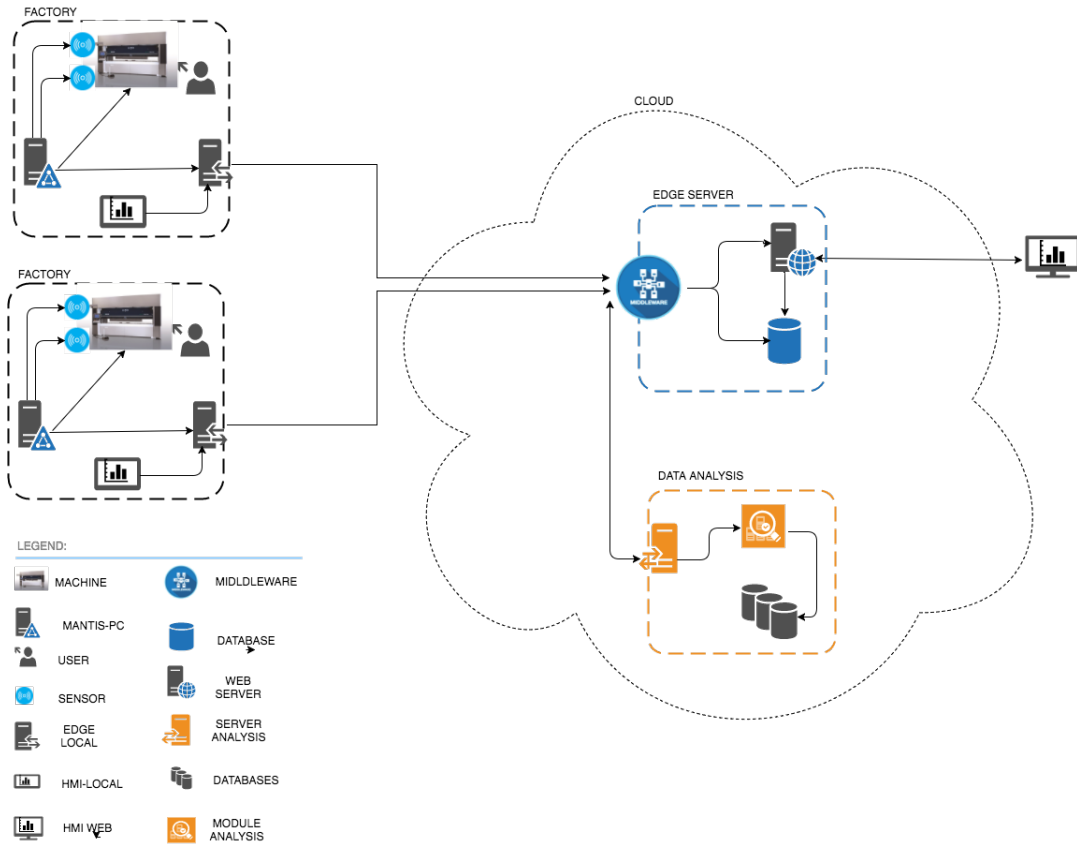 FACTORY
CLOUD
EDGE SERVER
MIDDLEWARE
FACTORY
DATA ANALYSIS
LEGEND:
MACHINE
MIDLDLEWARE
MANTIS-PC
DATABASE
USER
WEB
SERVER
SENSOR
EDGE
LOCAL
SERVER
ANALYSIS
HMI-LOCAL
DATABASES
HMI WEB
MODULE
ANALYSIS